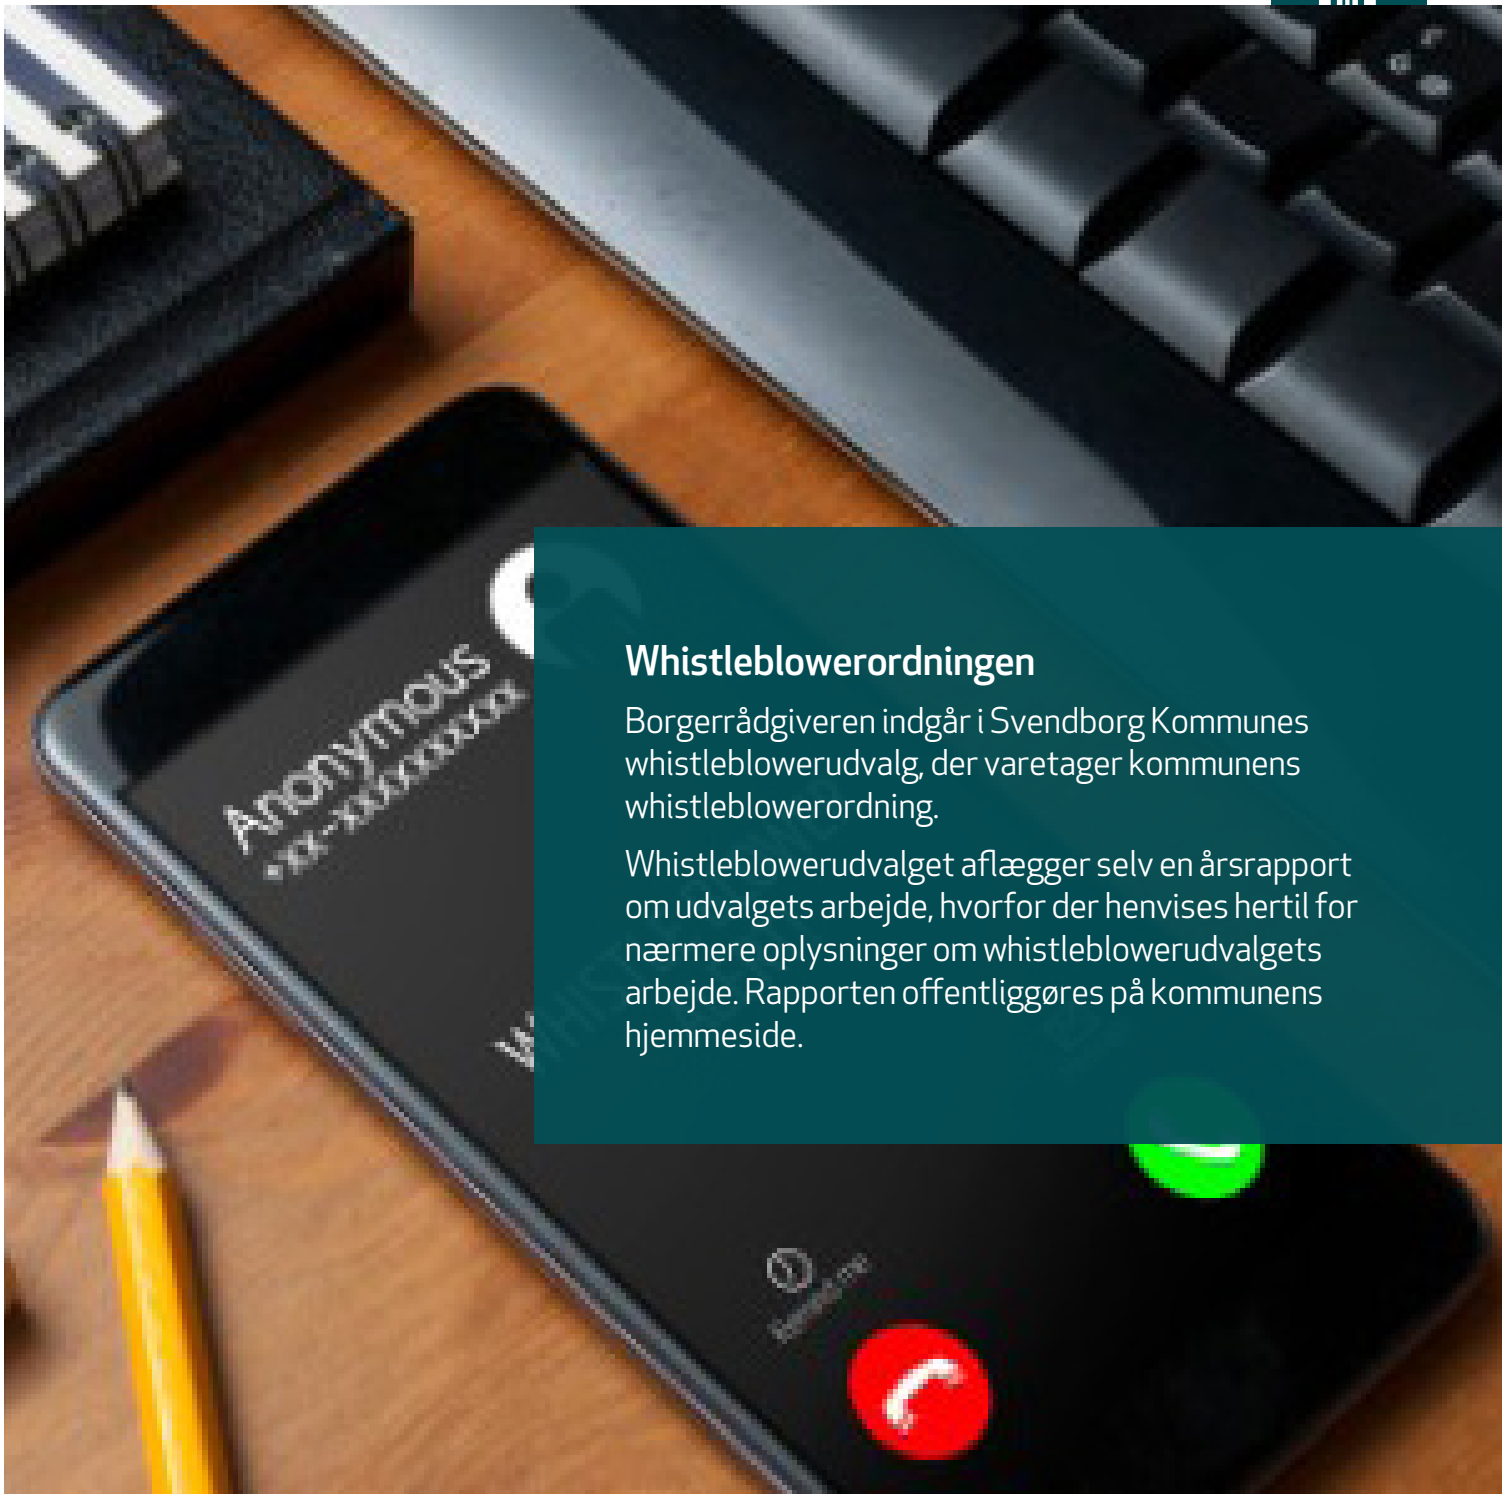 Anonymous
Whistleblowerordningen
Borgerrådgiveren indgår i Svendborg Kommunes
whistleblowerudvalg, der varetager kommunens
whistleblowerordning.
Whistleblowerudvalget aflægger selv en årsrapport
om udvalgets arbejde, hvorfor der henvises hertil for
nærmere oplysninger om whistleblowerudvalgets
arbejde. Rapporten offentliggøres på kommunens
hjemmeside.